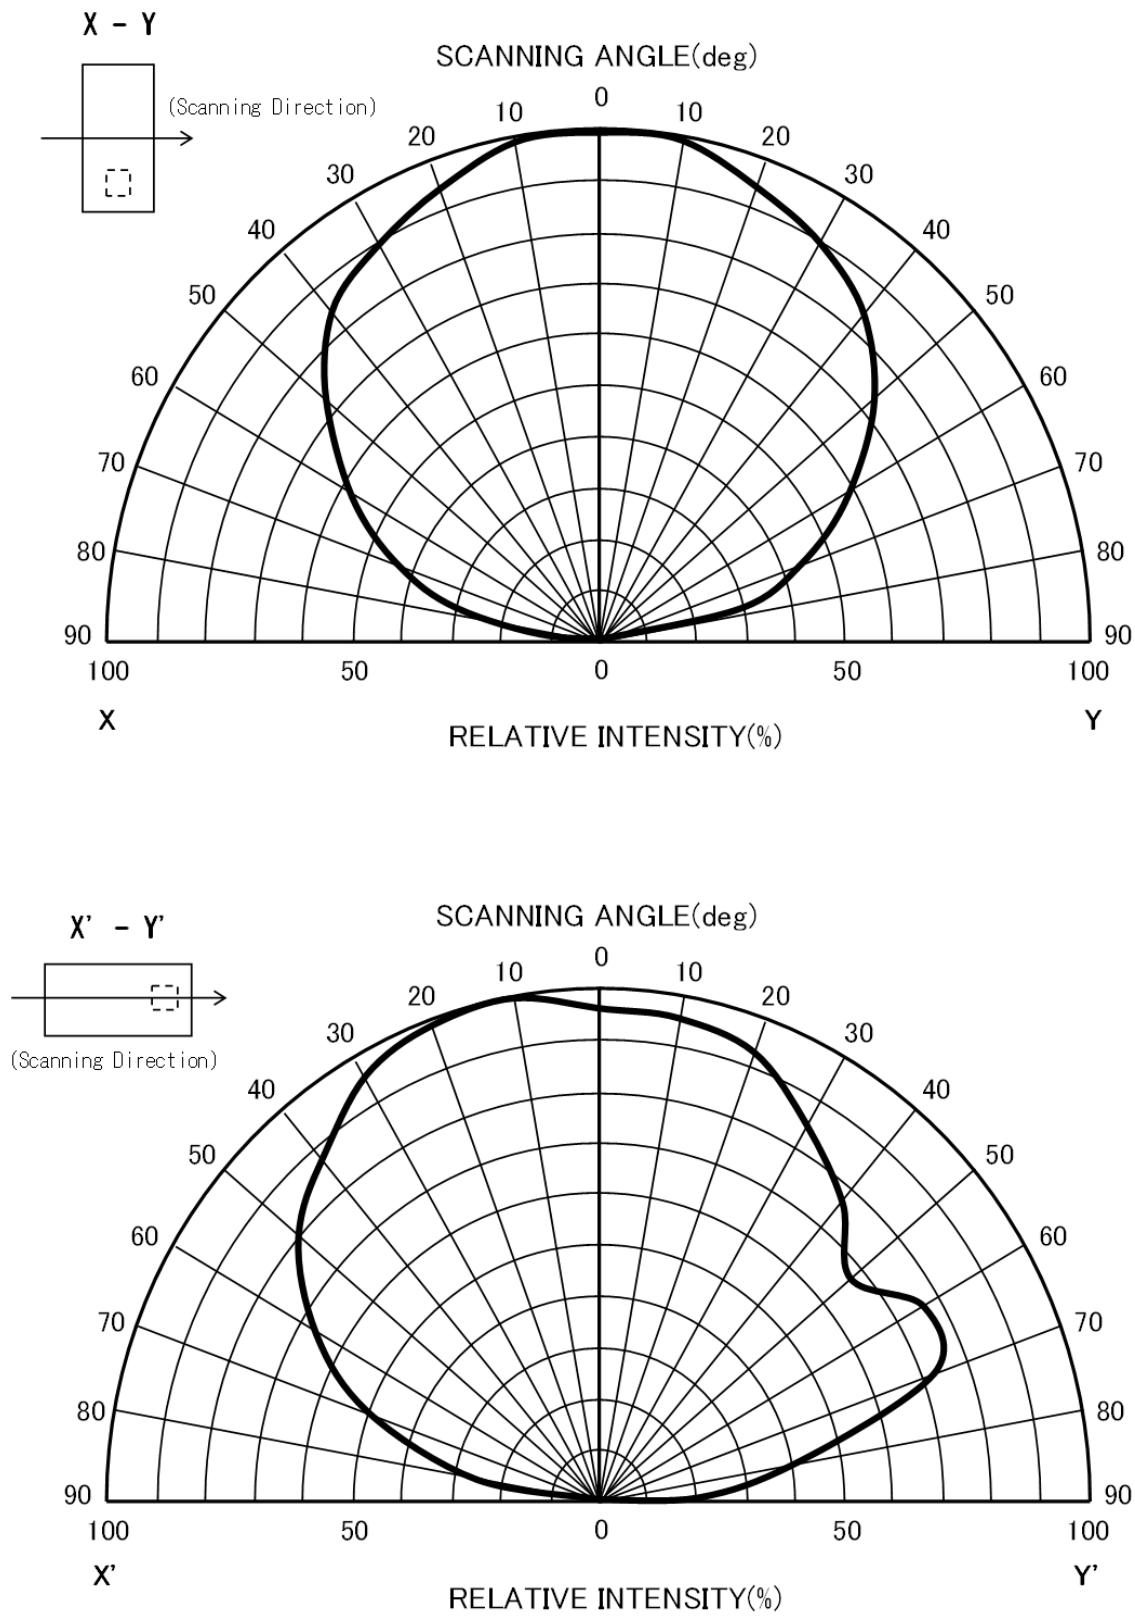 X - Y
SCANNING ANGLE(deg)
(Scanning Direction)
0
10 10
20 20
30 30
40 40
50 50
60 60
70 70
80 80
90 90
100 50 0 50 100
X Y
RELATIVE INTENSITY(%)
SCANNING ANGLE(deg)
X' - Y'
0
10 10
20 20
30 30
(Scanning Direction)
40 40
50 50
60 60
70 70
80 80
90 90
100 50 0 50 100
X' Y'
RELATIVE INTENSITY(%)